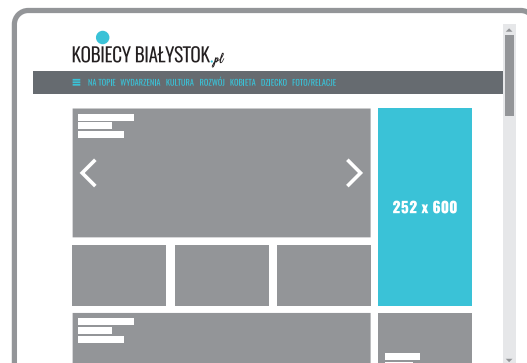 KOBIECY BIAŁYSTOK.pl
NA TOPIE WYDARZENIA KULTURA ROZWÓJ KOBIETA DZIECKO FOTO/RELACJE
252 x 600